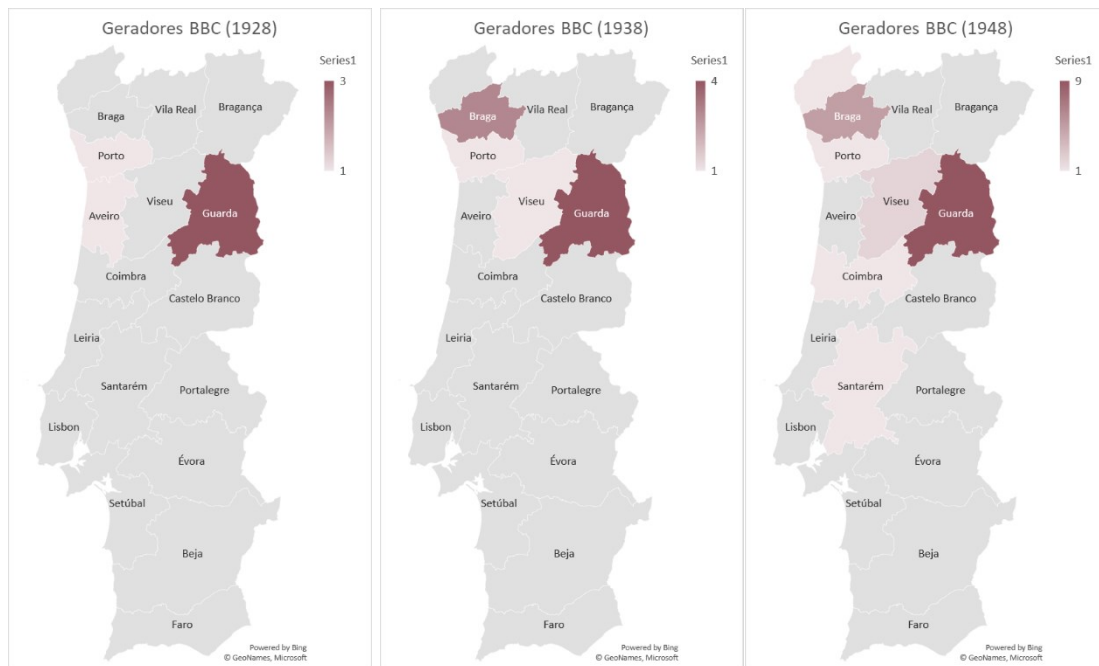 Geradores BBC (1928)
Series1
3
1
Braga
Vila Real
Bragança
Porto
Aveiro
Viseu
Guarda
Coimbra
Castelo Branco
Leiria
Santarém
Portalegre
Lisbon
Évora
Setúbal
Beja
Faro
Powered by Bing
© GeoNames, Microsoft
Geradores BBC (1938)
Series1
4
1
Braga
Vila Real
Bragança
Porto
Aveiro
Viseu
Guarda
Coimbra
Castelo Branco
Leiria
Santarém
Portalegre
Lisbon
Évora
Setúbal
Beja
Faro
Powered by Bing
© GeoNames, Microsoft
Geradores BBC (1948)
Series1
9
1
Braga
Vila Real
Bragança
Porto
Aveiro
Viseu
Guarda
Coimbra
Castelo Branco
Leiria
Santarém
Portalegre
Lisbon
Évora
Setúbal
Beja
Faro
Powered by Bing
© GeoNames, Microsoft